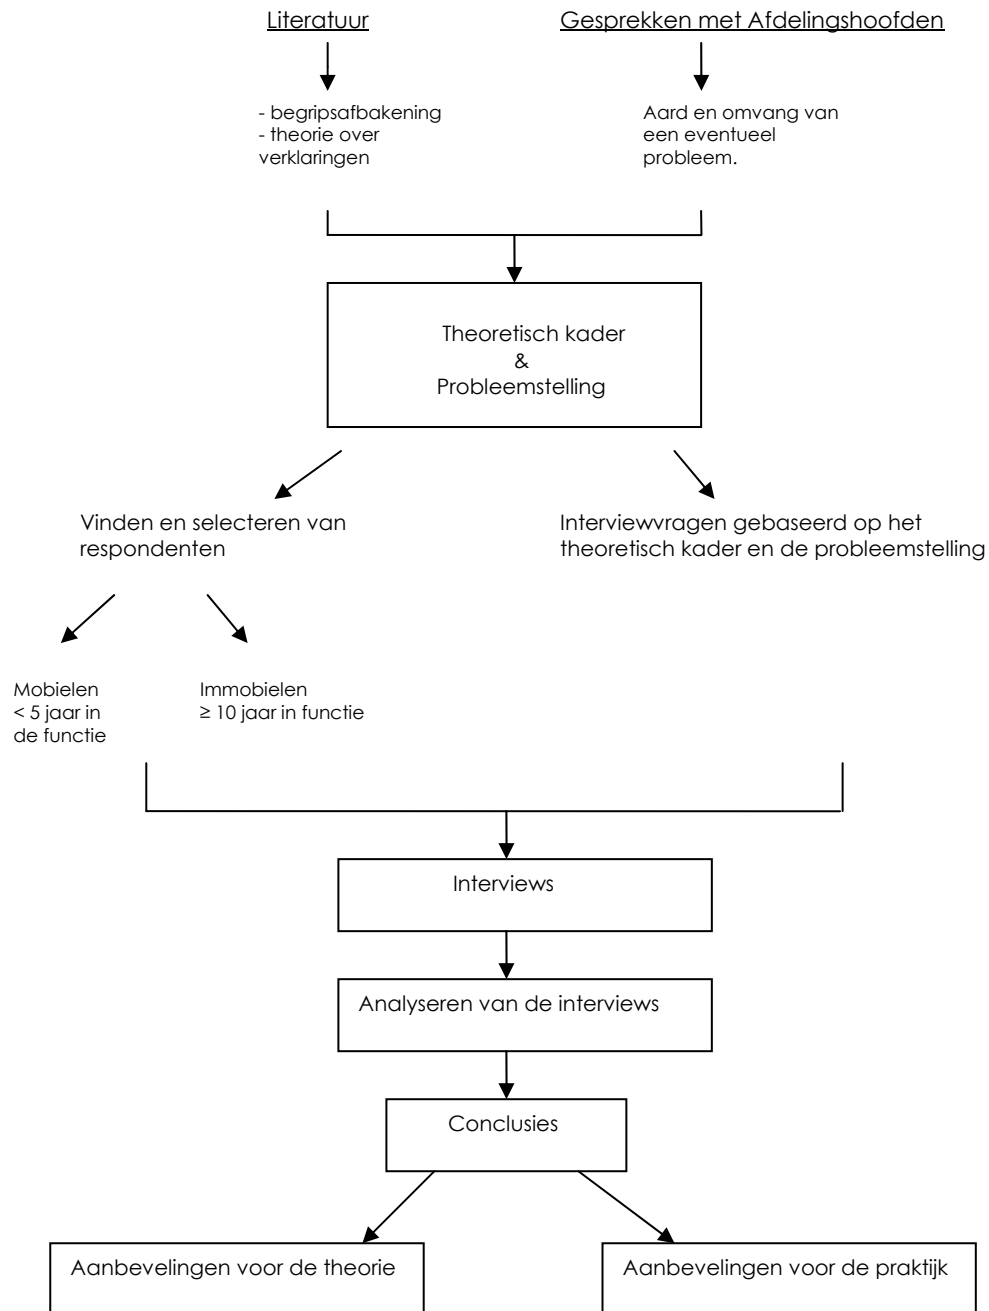 Literatuur
Gesprekken met Afdelingshoofden
- begripsafbakening
- theorie over
verklaringen
Aard en omvang van
een eventueel
probleem.
Theoretisch kader
&
Probleemstelling
Vinden en selecteren van
respondenten
Interviewvragen gebaseerd op het
theoretisch kader en de probleemstelling
Mobielen
< 5 jaar in
de functie
Immobielen
≥ 10 jaar in functie
Interviews
Analyseren van de interviews
Conclusies
Aanbevelingen voor de theorie
Aanbevelingen voor de praktijk